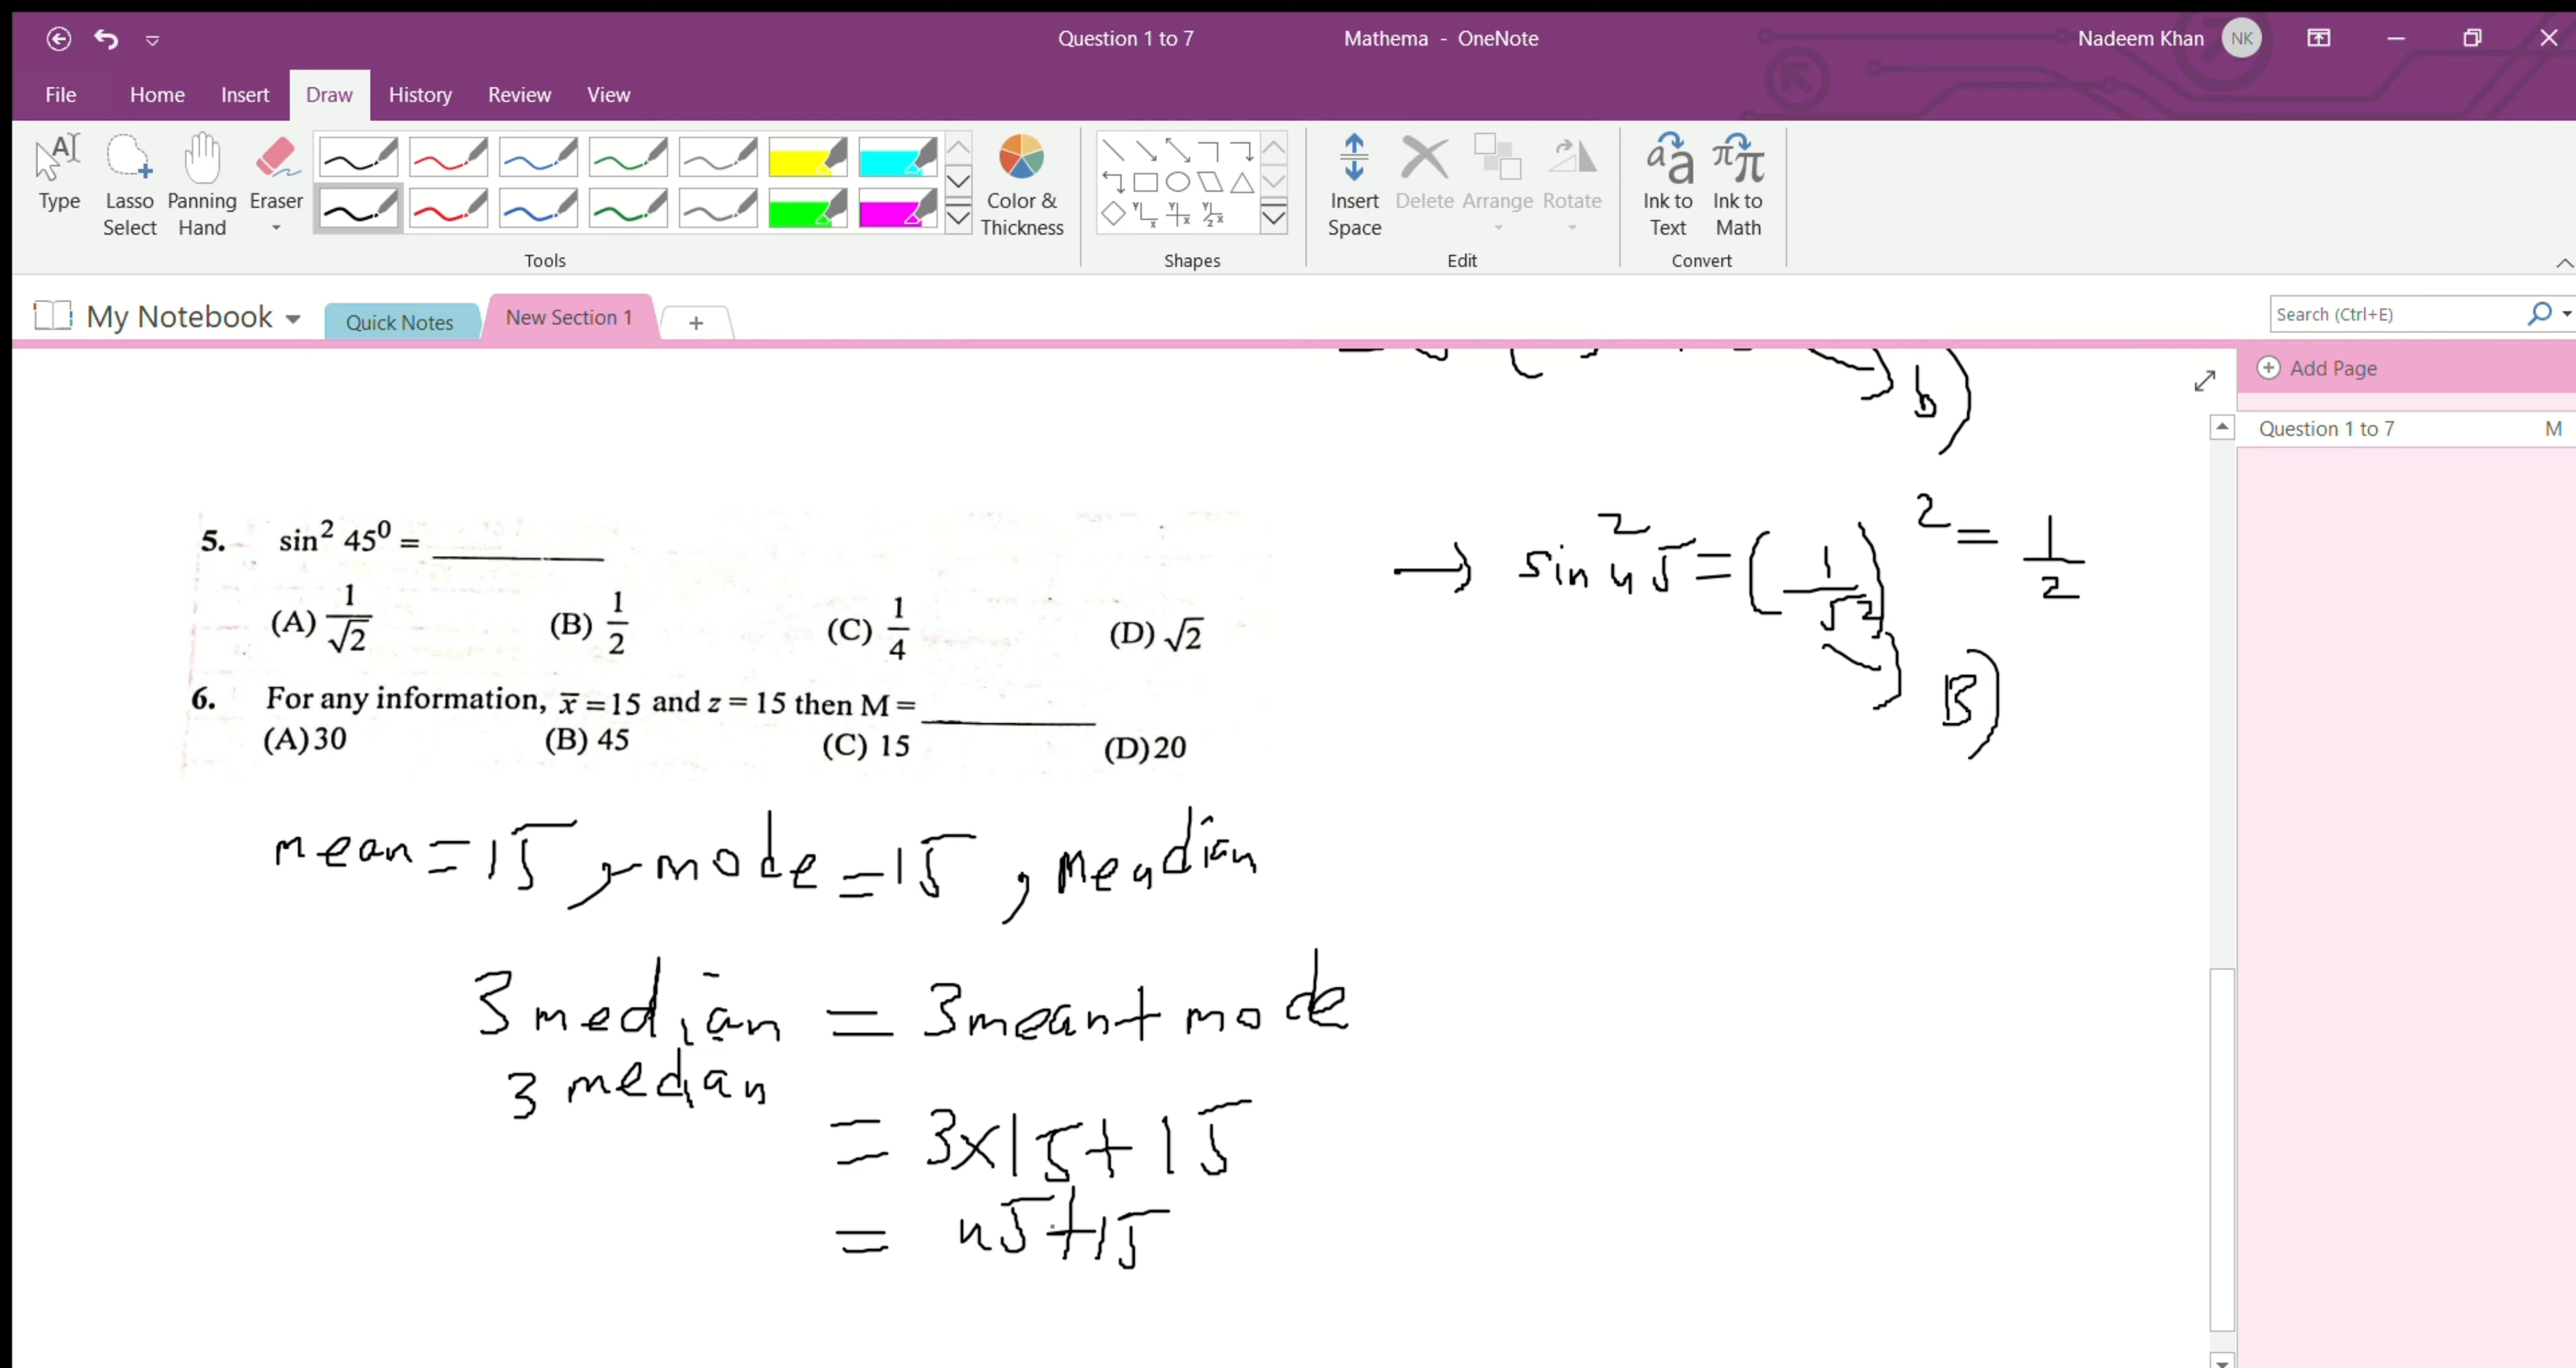 Question 1 to 7 Mathema - OneNote Nadeem Khan NK
File Home Insert Draw History Review View
Type Lasso Select Panning Hand Eraser Color & Thickness Insert Space Delete Arrange Rotate Ink to Text Ink to Math
Tools Shapes Edit Convert
My Notebook Quick Notes New Section 1 + Search (Ctrl+E)
Add Page
Question 1 to 7 M
b)
5. sin² 45⁰ = ________
(A) 1/√2 (B) 1/2 (C) 1/4 (D) √2
→ sin²45 = (1/√2)² = 1/2
B)
6. For any information, x̅ = 15 and z = 15 then M = ________
(A) 30 (B) 45 (C) 15 (D) 20
mean = 15, mode = 15, Meadian
3 median = 3mean + mode
3 median
= 3×15+15
= 45+15